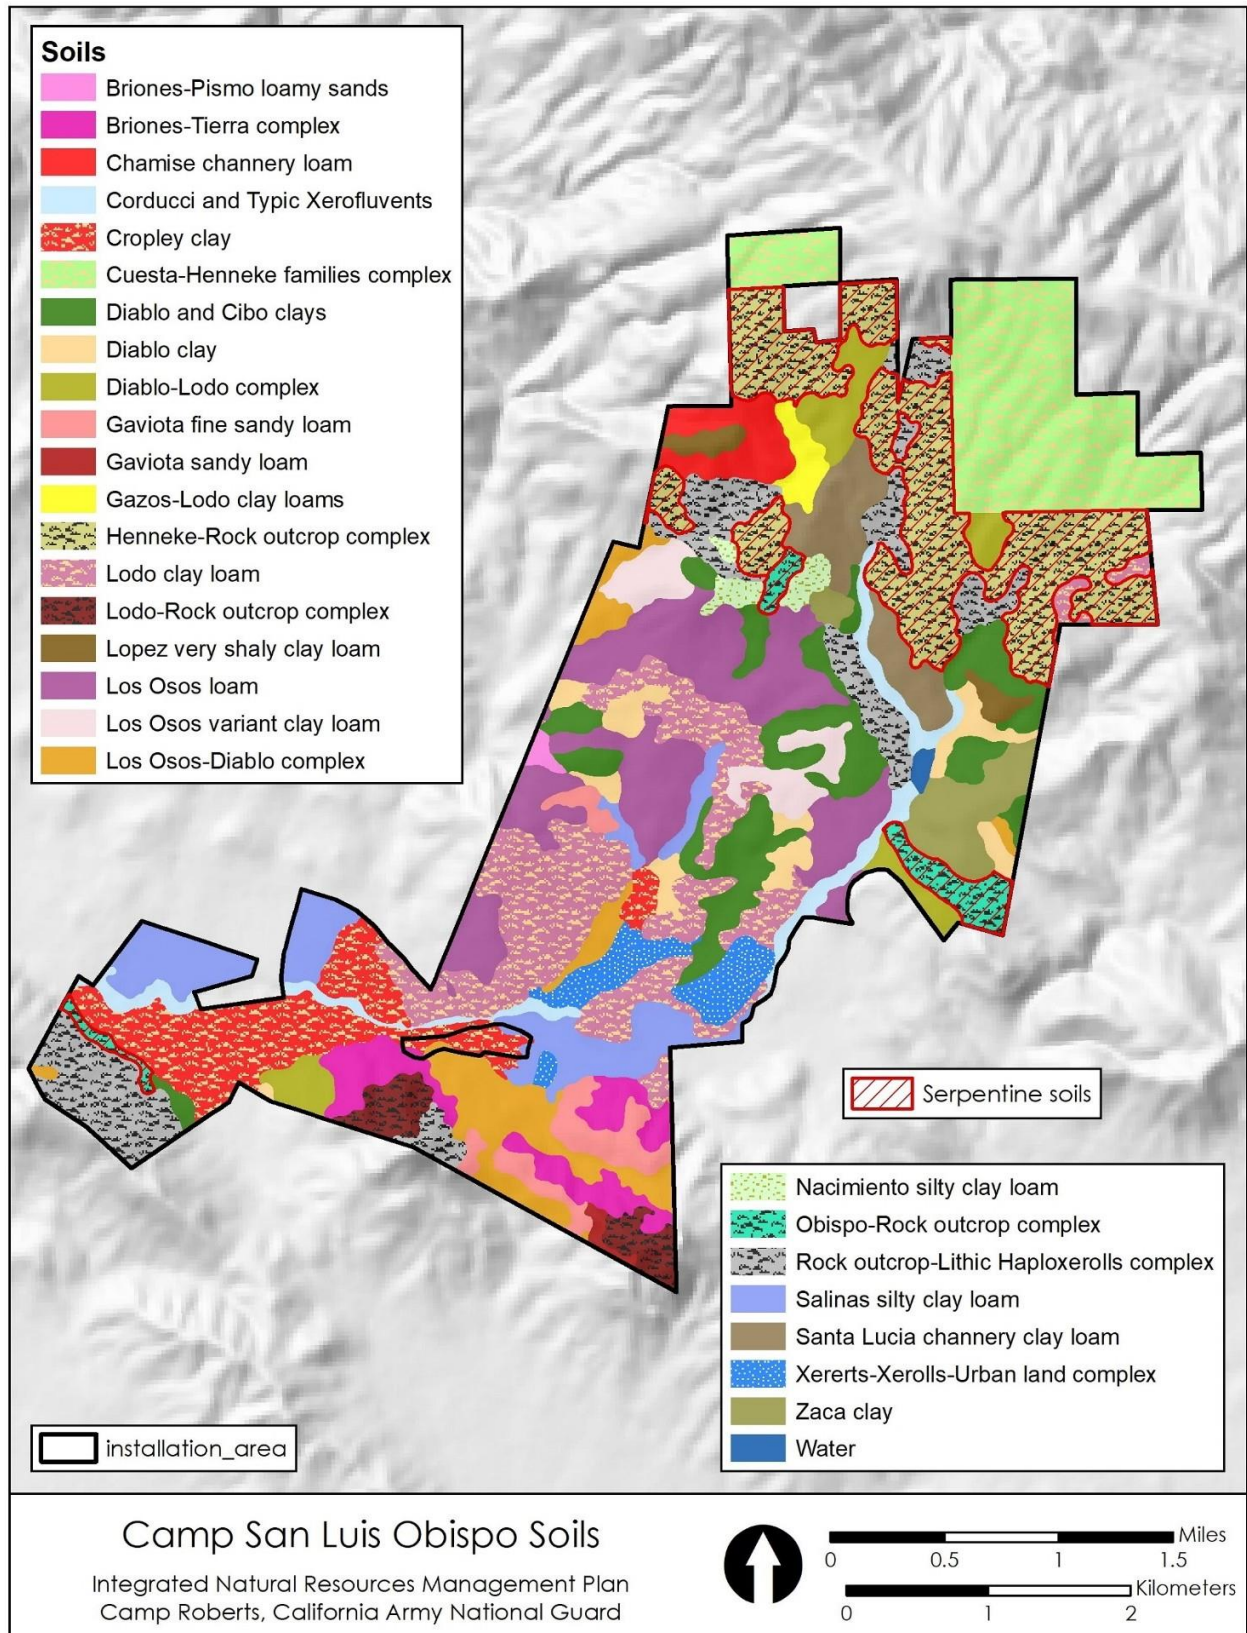 Soils
Briones-Pismo loamy sands
Briones-Tierra complex
Chamise channery loam
Corducci and Typic Xerofluvents
Cropley clay
Cuesta-Henneke families complex
Diablo and Cibo clays
Diablo clay
Diablo-Lodo complex
Gaviota fine sandy loam
Gaviota sandy loam
Gazos-Lodo clay loams
Henneke-Rock outcrop complex
Lodo clay loam
Lodo-Rock outcrop complex
Lopez very shaly clay loam
Los Osos loam
Los Osos variant clay loam
Los Osos-Diablo complex
Serpentine soils
Nacimiento silty clay loam
Obispo-Rock outcrop complex
Rock outcrop-Lithic Haploxerolls complex
Salinas silty clay loam
Santa Lucia channery clay loam
Xererts-Xerolls-Urban land complex
Zaca clay
Water
installation_area
Camp San Luis Obispo Soils
Integrated Natural Resources Management Plan
Camp Roberts, California Army National Guard
Miles
0 0.5 1 1.5
Kilometers
0 1 2